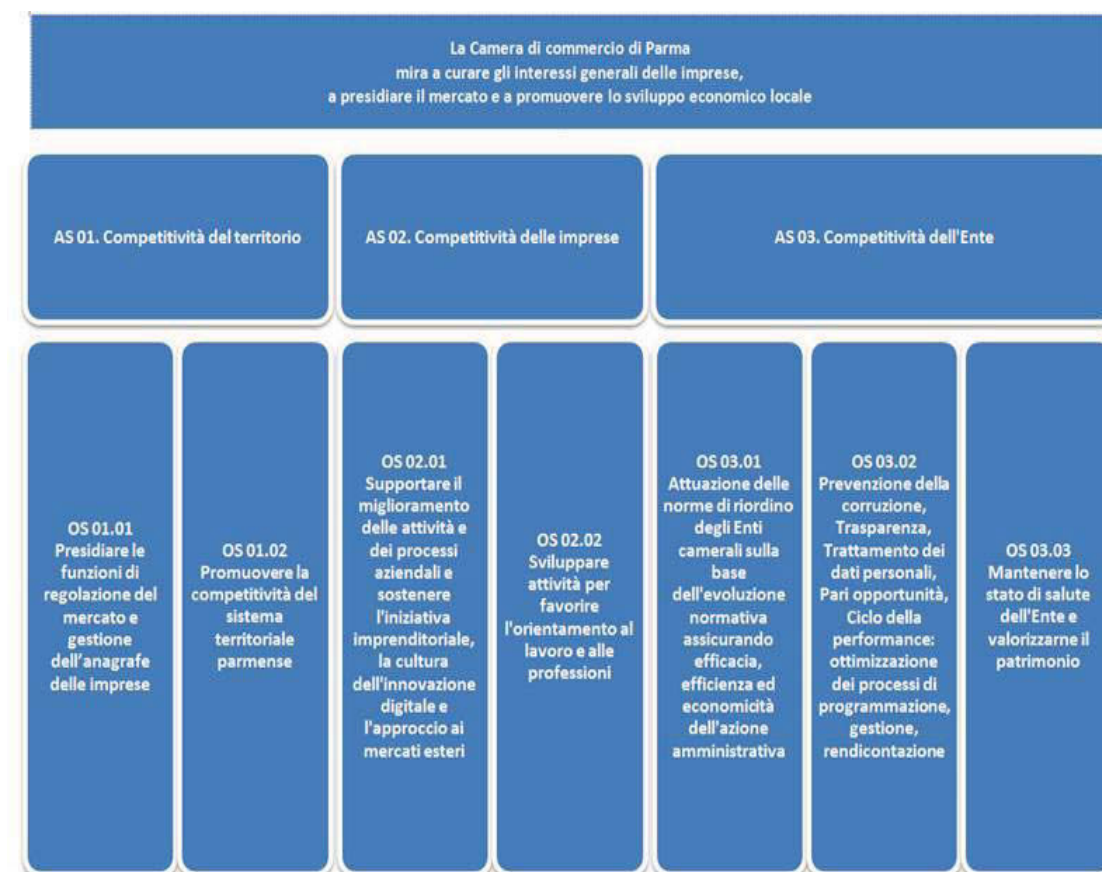 La Camera di commercio di Parma
mira a curare gli interessi generali delle imprese,
a presidiare il mercato e a promuovere lo sviluppo economico locale
AS 01. Competitività del territorio
AS 02. Competitività delle imprese
AS 03. Competitività dell'Ente
OS 01.01
Presidiare le
funzioni di
regolazione del
mercato e
gestione
dell’anagrafe
delle imprese
OS 01.02
Promuovere la
competitività del
sistema
territoriale
parmense
OS 02.01
Supportare il
miglioramento
delle attività e
dei processi
aziendali e
sostenere
l'iniziativa
imprenditoriale,
la cultura
dell'innovazione
digitale e
l'approccio ai
mercati esteri
OS 02.02
Sviluppare
attività per
favorire
l'orientamento al
lavoro e alle
professioni
OS 03.01
Attuazione delle
norme di riordino
degli Enti
camerali sulla
base
dell'evoluzione
normativa
assicurando
efficacia,
efficienza ed
economicità
dell'azione
amministrativa
OS 03.02
Prevenzione della
corruzione,
Trasparenza,
Trattamento dei
dati personali,
Pari opportunità,
Ciclo della
performance:
ottimizzazione
dei processi di
programmazione,
gestione,
rendicontazione
OS 03.03
Mantenere lo
stato di salute
dell'Ente e
valorizzarne il
patrimonio